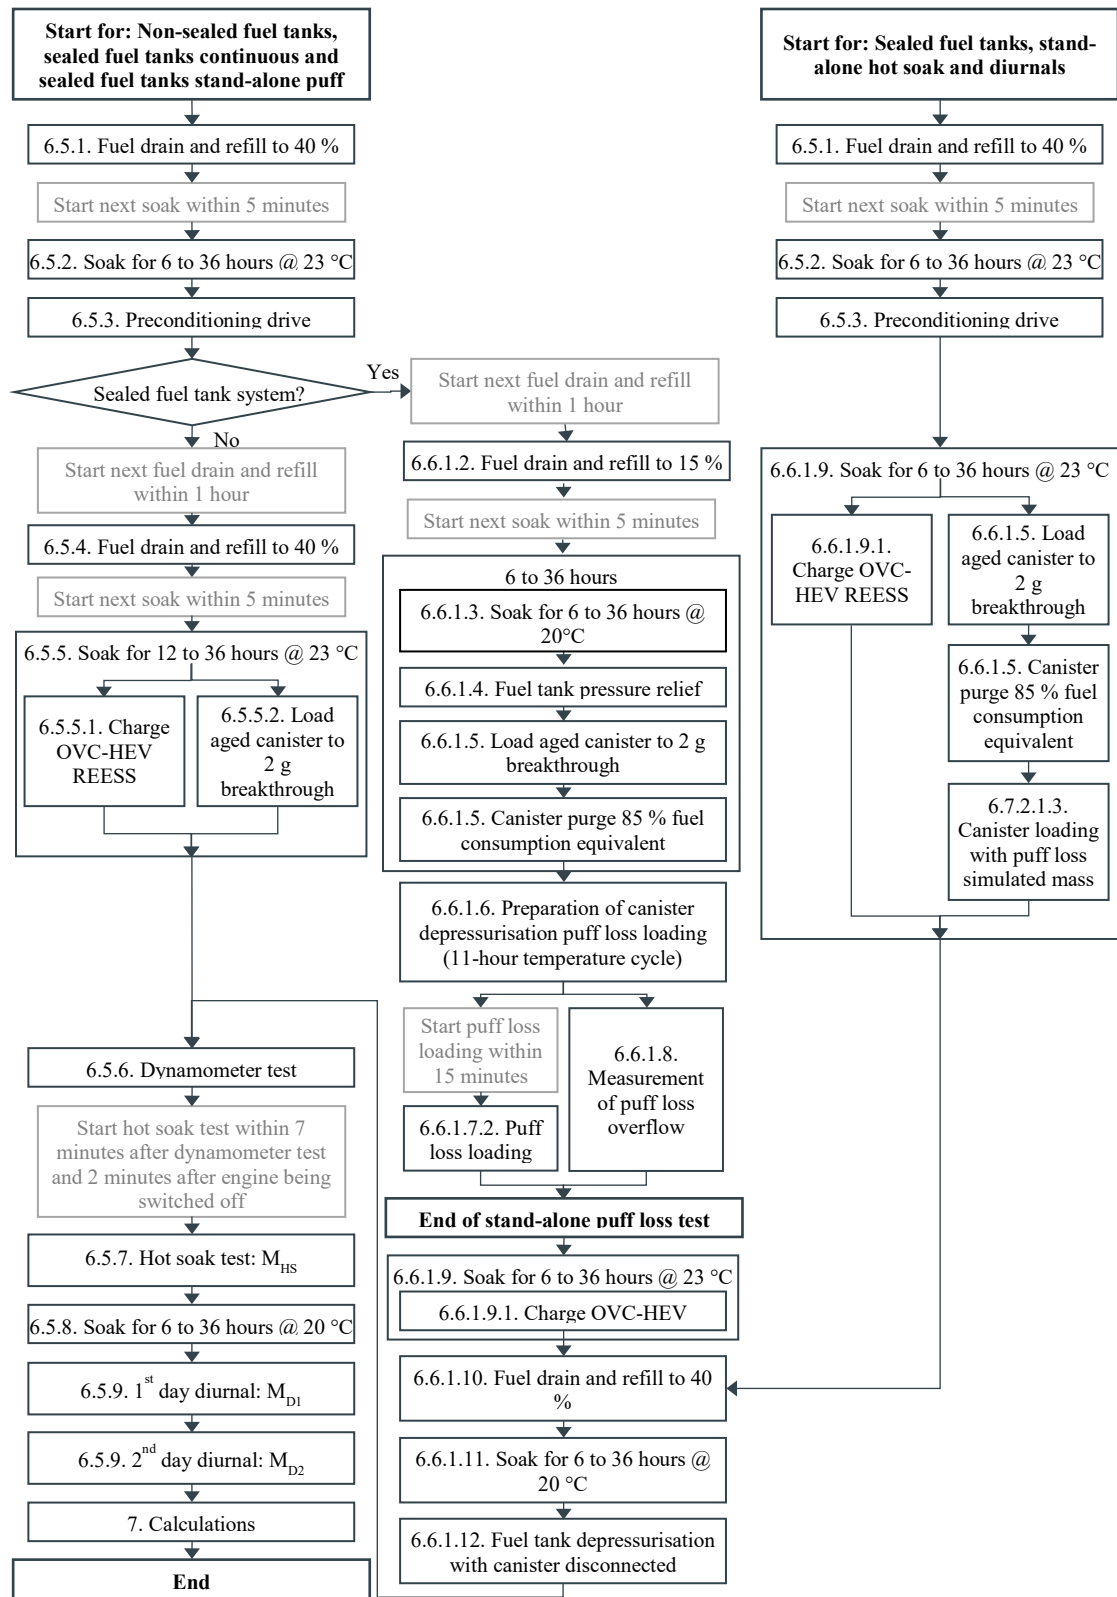 Start for: Non-sealed fuel tanks,
sealed fuel tanks continuous and
sealed fuel tanks stand-alone puff
6.5.1. Fuel drain and refill to 40 %
Start next soak within 5 minutes
6.5.2. Soak for 6 to 36 hours @ 23 °C
6.5.3. Preconditioning drive
Sealed fuel tank system?
Yes
No
Start next fuel drain and refill
within 1 hour
6.5.4. Fuel drain and refill to 40 %
Start next soak within 5 minutes
6.5.5. Soak for 12 to 36 hours @ 23 °C
6.5.5.1. Charge
OVC-HEV
REESS
6.5.5.2. Load
aged canister to
2 g
breakthrough
6.5.6. Dynamometer test
Start hot soak test within 7
minutes after dynamometer test
and 2 minutes after engine being
switched off
6.5.7. Hot soak test: MHS
6.5.8. Soak for 6 to 36 hours @ 20 °C
6.5.9. 1st day diurnal: MD1
6.5.9. 2nd day diurnal: MD2
7. Calculations
End
Start next fuel drain and refill
within 1 hour
6.6.1.2. Fuel drain and refill to 15 %
Start next soak within 5 minutes
6 to 36 hours
6.6.1.3. Soak for 6 to 36 hours @
20°C
6.6.1.4. Fuel tank pressure relief
6.6.1.5. Load aged canister to 2 g
breakthrough
6.6.1.5. Canister purge 85 % fuel
consumption equivalent
6.6.1.6. Preparation of canister
depressurisation puff loss loading
(11-hour temperature cycle)
Start puff loss
loading within
15 minutes
6.6.1.7.2. Puff
loss loading
6.6.1.8.
Measurement
of puff loss
overflow
End of stand-alone puff loss test
6.6.1.9. Soak for 6 to 36 hours @ 23 °C
6.6.1.9.1. Charge OVC-HEV
6.6.1.10. Fuel drain and refill to 40
%
6.6.1.11. Soak for 6 to 36 hours @
20 °C
6.6.1.12. Fuel tank depressurisation
with canister disconnected
Start for: Sealed fuel tanks, stand-
alone hot soak and diurnals
6.5.1. Fuel drain and refill to 40 %
Start next soak within 5 minutes
6.5.2. Soak for 6 to 36 hours @ 23 °C
6.5.3. Preconditioning drive
6.6.1.9. Soak for 6 to 36 hours @ 23 °C
6.6.1.9.1.
Charge OVC-
HEV REESS
6.6.1.5. Load
aged canister to
2 g
breakthrough
6.6.1.5. Canister
purge 85 % fuel
consumption
equivalent
6.7.2.1.3.
Canister loading
with puff loss
simulated mass